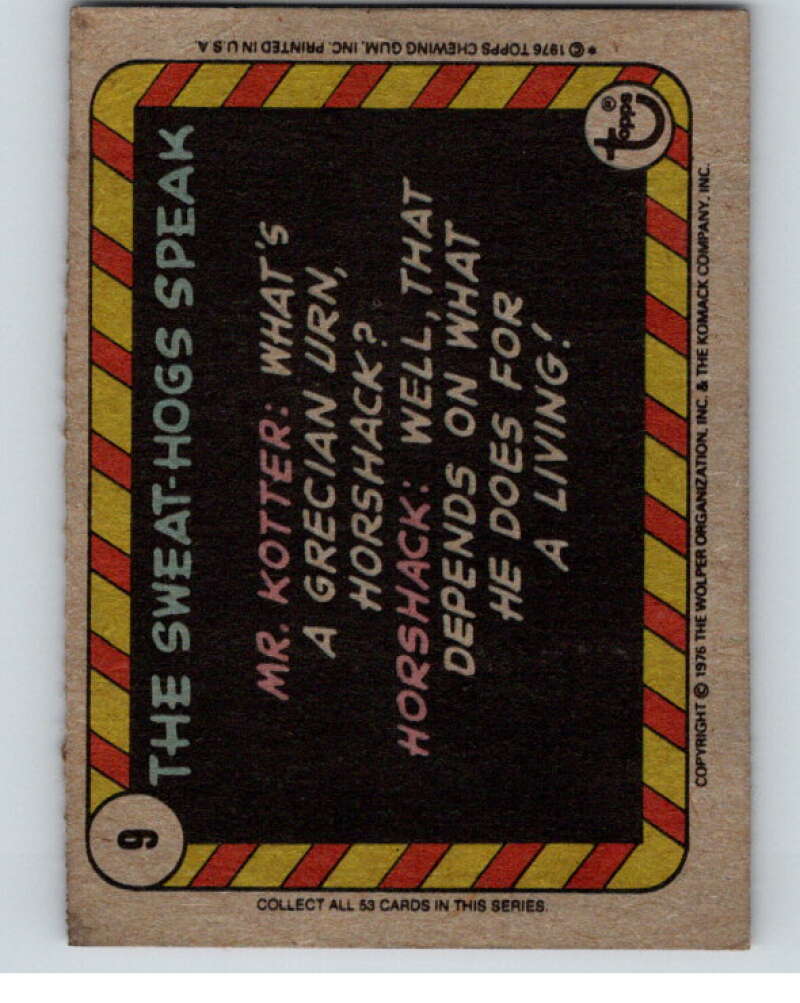 9
THE SWEAT-HOGS SPEAK
MR. KOTTER: WHAT'S
A GRECIAN URN,
HORSHACK?
HORSHACK: WELL, THAT
DEPENDS ON WHAT
HE DOES FOR
A LIVING!
Topps ®
COLLECT ALL 53 CARDS IN THIS SERIES.
* © 1976 TOPPS CHEWING GUM, INC. PRINTED IN U.S.A.
COPYRIGHT © 1976 THE WOLPER ORGANIZATION, INC. & THE KOMACK COMPANY, INC.